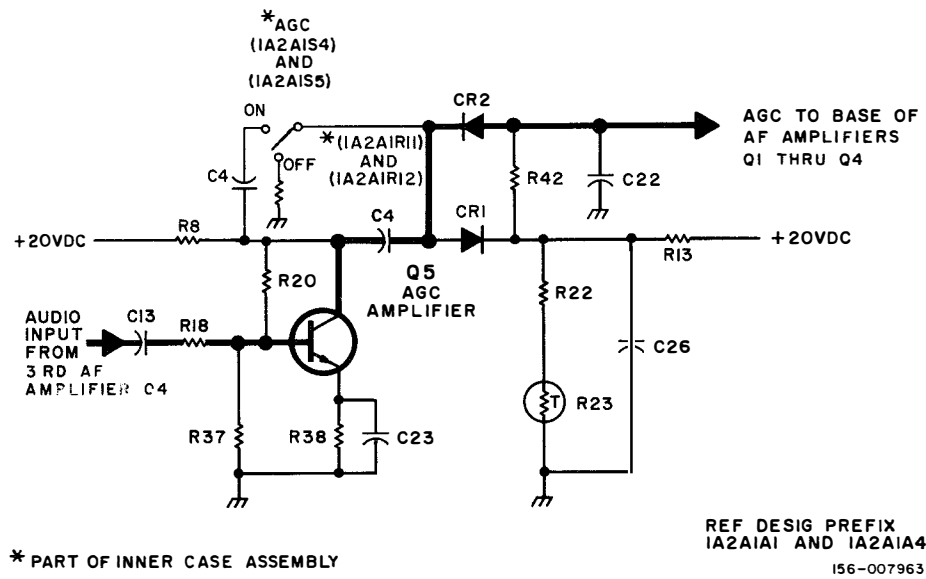 *AGC
(1A2A1S4)
AND
(1A2A1S5)
ON
OFF
*(1A2A1R11)
AND
(1A2A1R12)
CR2
AGC TO BASE OF
AF AMPLIFIERS
Q1 THRU Q4
C4
R42
C22
C4
CR1
+20VDC
R8
R13
+20VDC
R20
Q5
AGC
AMPLIFIER
R22
AUDIO
INPUT
FROM
3RD AF
AMPLIFIER Q4
C13
R18
C26
T
R23
R37
R38
C23
REF DESIG PREFIX
1A2A1A1 AND 1A2A1A4
* PART OF INNER CASE ASSEMBLY
156-007963